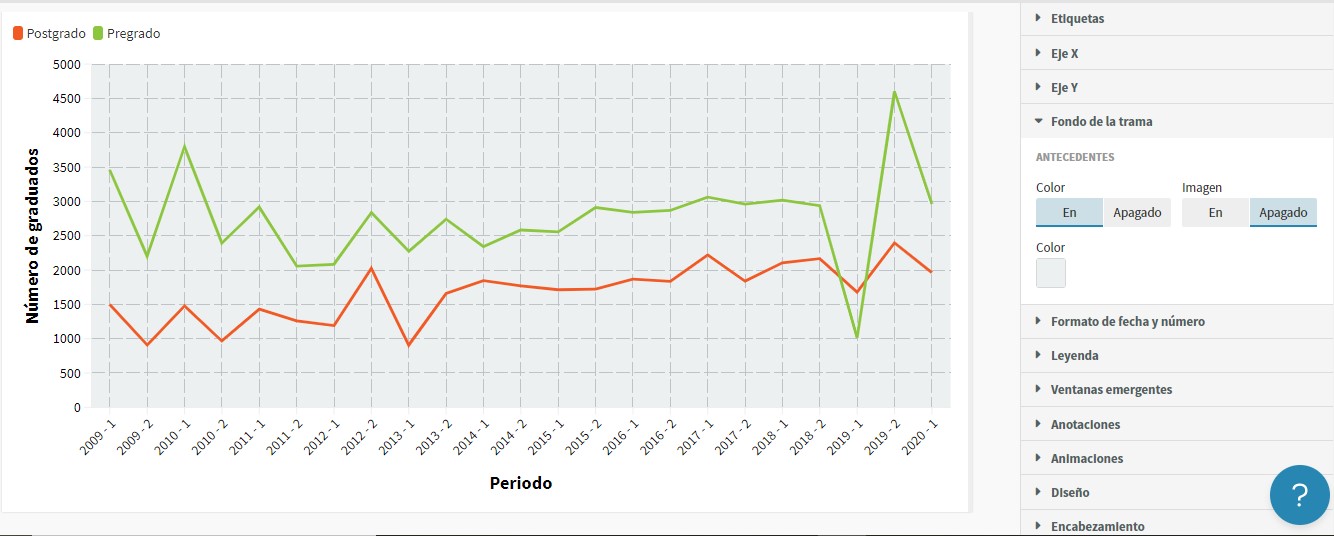 Postgrado Pregrado
5000
4500
4000
3500
3000
2500
2000
1500
1000
500
0
Número de graduados
2009 - 1
2009 - 2
2010 - 1
2010 - 2
2011 - 1
2011 - 2
2012 - 1
2012 - 2
2013 - 1
2013 - 2
2014 - 1
2014 - 2
2015 - 1
2015 - 2
2016 - 1
2016 - 2
2017 - 1
2017 - 2
2018 - 1
2018 - 2
2019 - 1
2019 - 2
2020 - 1
Periodo
Etiquetas
Eje X
Eje Y
Fondo de la trama
ANTECEDENTES
Color Imagen
En Apagado En Apagado
Color
Formato de fecha y número
Leyenda
Ventanas emergentes
Anotaciones
Animaciones
Diseño
Encabezamiento
?